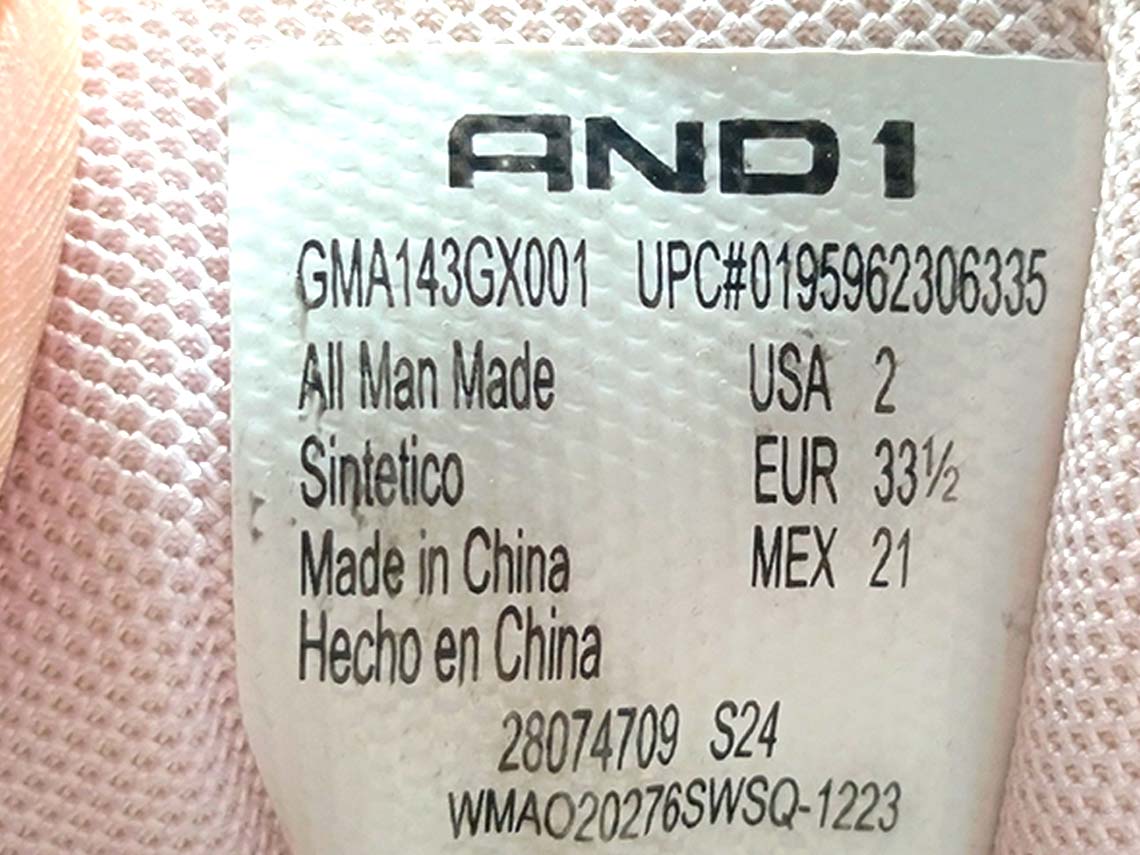 AND1
GMA143GX001 UPC#0195962306335
All Man Made USA 2
Sintetico EUR 33½
Made in China MEX 21
Hecho en China
28074709 S24
WMAO20276SWSQ-1223